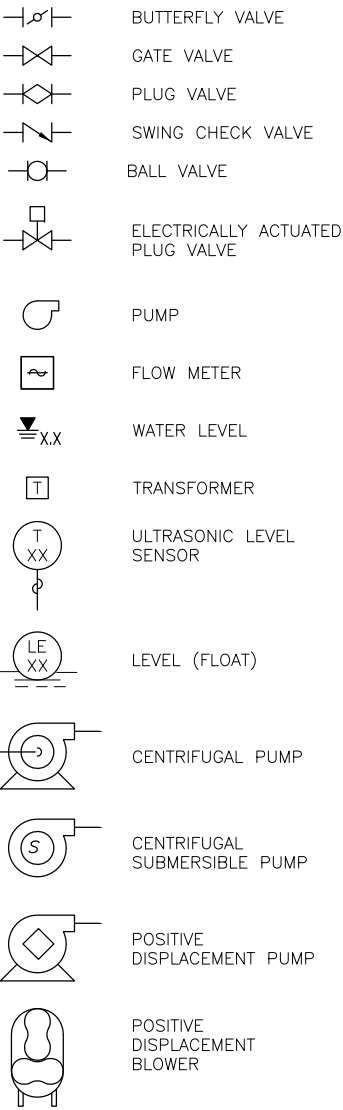 BUTTERFLY VALVE
GATE VALVE
PLUG VALVE
SWING CHECK VALVE
BALL VALVE
ELECTRICALLY ACTUATED
PLUG VALVE
PUMP
FLOW METER
X.X WATER LEVEL
T TRANSFORMER
T ULTRASONIC LEVEL
XX SENSOR
LE
XX LEVEL (FLOAT)
CENTRIFUGAL PUMP
S CENTRIFUGAL
SUBMERSIBLE PUMP
POSITIVE
DISPLACEMENT PUMP
POSITIVE
DISPLACEMENT
BLOWER